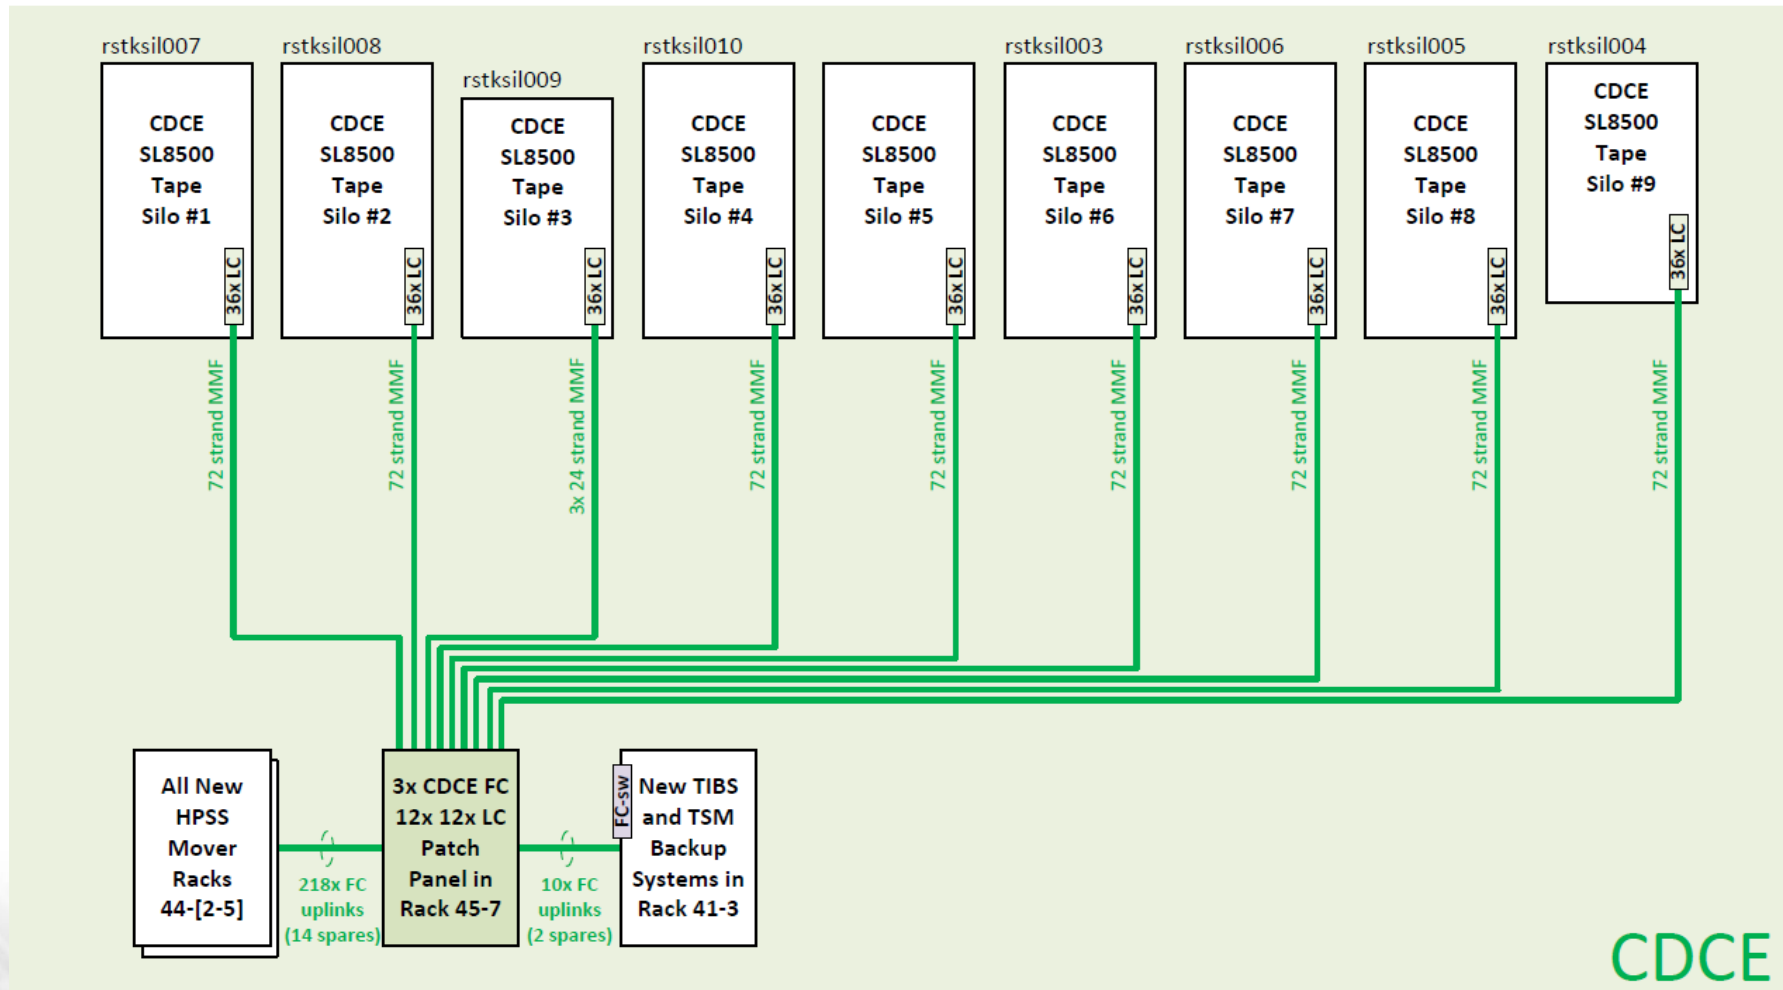 rstksil007
rstksil008
rstksil009
rstksil010
rstksil003
rstksil006
rstksil005
rstksil004
CDCE
SL8500
Tape
Silo #1
36x LC
CDCE
SL8500
Tape
Silo #2
36x LC
CDCE
SL8500
Tape
Silo #3
36x LC
CDCE
SL8500
Tape
Silo #4
36x LC
CDCE
SL8500
Tape
Silo #5
36x LC
CDCE
SL8500
Tape
Silo #6
36x LC
CDCE
SL8500
Tape
Silo #7
36x LC
CDCE
SL8500
Tape
Silo #8
36x LC
CDCE
SL8500
Tape
Silo #9
36x LC
72 strand MMF
72 strand MMF
3x 24 strand MMF
72 strand MMF
72 strand MMF
72 strand MMF
72 strand MMF
72 strand MMF
72 strand MMF
All New
HPSS
Mover
Racks
44-[2-5]
218x FC
uplinks
(14 spares)
3x CDCE FC
12x 12x LC
Patch
Panel in
Rack 45-7
10x FC
uplinks
(2 spares)
FC-sw
New TIBS
and TSM
Backup
Systems in
Rack 41-3
CDCE